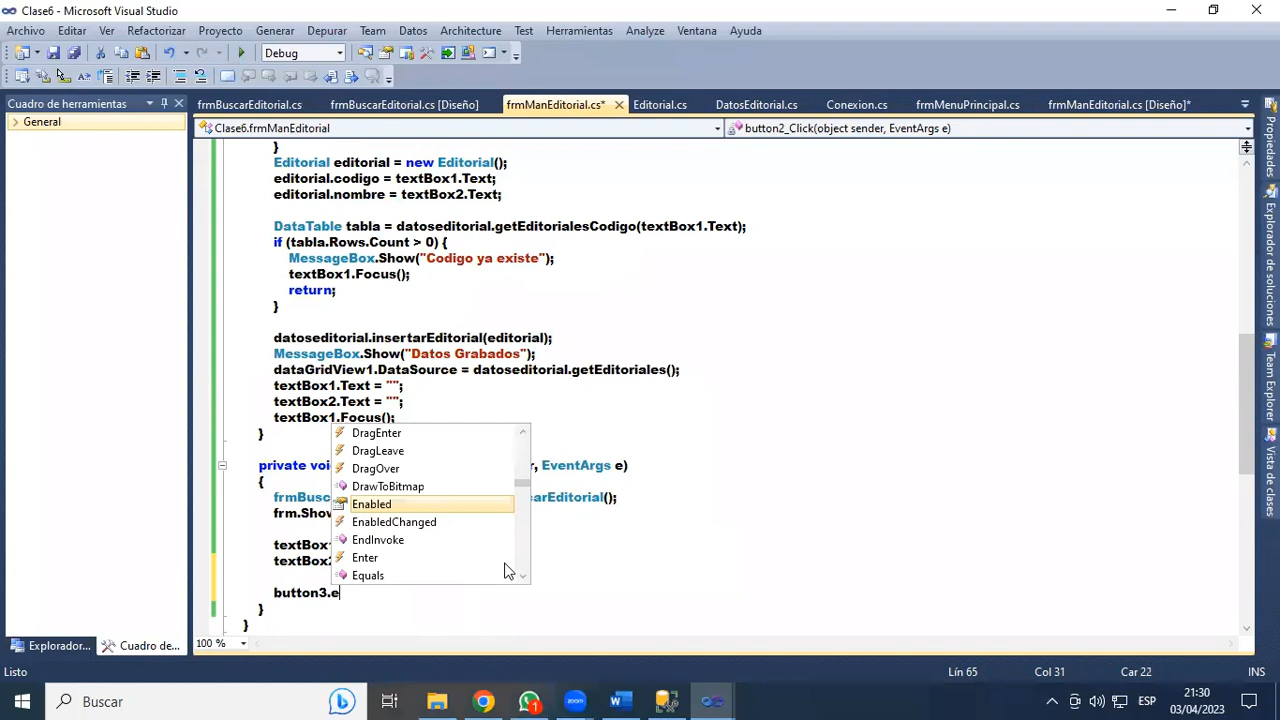 Clase6 - Microsoft Visual Studio
Archivo Editar Ver Refactorizar Proyecto Generar Depurar Team Datos Architecture Test Herramientas Analyze Ventana Ayuda
Debug
Cuadro de herramientas
frmBuscarEditorial.cs frmBuscarEditorial.cs [Diseño] frmManEditorial.cs* Editorial.cs DatosEditorial.cs Conexion.cs frmMenuPrincipal.cs frmManEditorial.cs [Diseño]*
General
Clase6.frmManEditorial
button2_Click(object sender, EventArgs e)
}
Editorial editorial = new Editorial();
editorial.codigo = textBox1.Text;
editorial.nombre = textBox2.Text;
DataTable tabla = datoseditorial.getEditorialesCodigo(textBox1.Text);
if (tabla.Rows.Count > 0) {
MessageBox.Show("Codigo ya existe");
textBox1.Focus();
return;
}
datoseditorial.insertarEditorial(editorial);
MessageBox.Show("Datos Grabados");
dataGridView1.DataSource = datoseditorial.getEditoriales();
textBox1.Text = "";
textBox2.Text = "";
textBox1.Focus();
}
private voi , EventArgs e)
{
frmBusc carEditorial();
frm.Show
textBox1
textBox2
button3.e
}
}
DragEnter
DragLeave
DragOver
DrawToBitmap
Enabled
EnabledChanged
EndInvoke
Enter
Equals
Propiedades
Explorador de soluciones
Team Explorer
Vista de clases
Explorador... Cuadro de...
100 %
Listo
Lín 65 Col 31 Car 22 INS
Buscar
1
ESP
21:30
03/04/2023